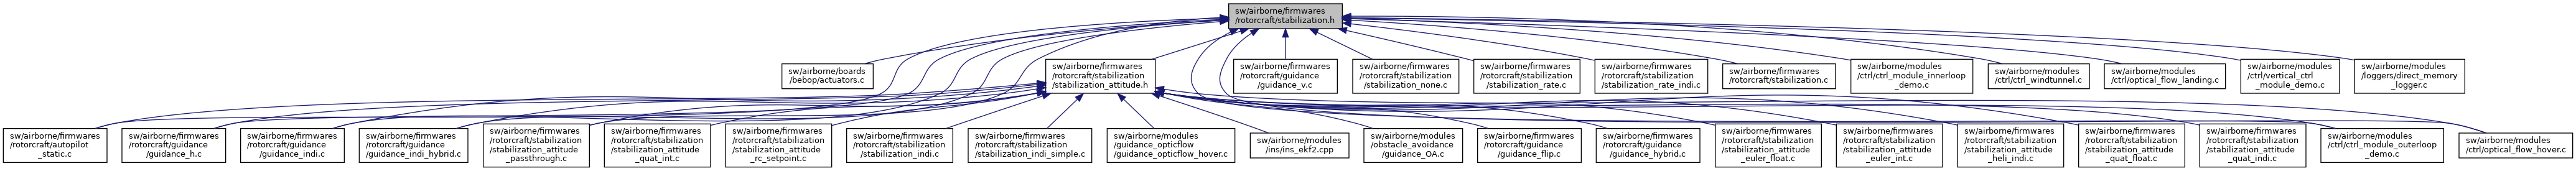 sw/airborne/firmwares
/rotorcraft/stabilization.h
sw/airborne/boards
/bebop/actuators.c
sw/airborne/firmwares
/rotorcraft/stabilization
/stabilization_attitude.h
sw/airborne/firmwares
/rotorcraft/guidance
/guidance_v.c
sw/airborne/firmwares
/rotorcraft/stabilization
/stabilization_none.c
sw/airborne/firmwares
/rotorcraft/stabilization
/stabilization_rate.c
sw/airborne/firmwares
/rotorcraft/stabilization
/stabilization_rate_indi.c
sw/airborne/firmwares
/rotorcraft/stabilization.c
sw/airborne/modules
/ctrl/ctrl_module_innerloop
_demo.c
sw/airborne/modules
/ctrl/ctrl_windtunnel.c
sw/airborne/modules
/ctrl/optical_flow_landing.c
sw/airborne/modules
/ctrl/vertical_ctrl
_module_demo.c
sw/airborne/modules
/loggers/direct_memory
_logger.c
sw/airborne/firmwares
/rotorcraft/autopilot
_static.c
sw/airborne/firmwares
/rotorcraft/guidance
/guidance_h.c
sw/airborne/firmwares
/rotorcraft/guidance
/guidance_indi.c
sw/airborne/firmwares
/rotorcraft/guidance
/guidance_indi_hybrid.c
sw/airborne/firmwares
/rotorcraft/stabilization
/stabilization_attitude
_passthrough.c
sw/airborne/firmwares
/rotorcraft/stabilization
/stabilization_attitude
_quat_int.c
sw/airborne/firmwares
/rotorcraft/stabilization
/stabilization_attitude
_rc_setpoint.c
sw/airborne/firmwares
/rotorcraft/stabilization
/stabilization_indi.c
sw/airborne/firmwares
/rotorcraft/stabilization
/stabilization_indi_simple.c
sw/airborne/modules
/guidance_opticflow
/guidance_opticflow_hover.c
sw/airborne/modules
/ins/ins_ekf2.cpp
sw/airborne/modules
/obstacle_avoidance
/guidance_OA.c
sw/airborne/firmwares
/rotorcraft/guidance
/guidance_flip.c
sw/airborne/firmwares
/rotorcraft/guidance
/guidance_hybrid.c
sw/airborne/firmwares
/rotorcraft/stabilization
/stabilization_attitude
_euler_float.c
sw/airborne/firmwares
/rotorcraft/stabilization
/stabilization_attitude
_euler_int.c
sw/airborne/firmwares
/rotorcraft/stabilization
/stabilization_attitude
_heli_indi.c
sw/airborne/firmwares
/rotorcraft/stabilization
/stabilization_attitude
_quat_float.c
sw/airborne/firmwares
/rotorcraft/stabilization
/stabilization_attitude
_quat_indi.c
sw/airborne/modules
/ctrl/ctrl_module_outerloop
_demo.c
sw/airborne/modules
/ctrl/optical_flow_hover.c